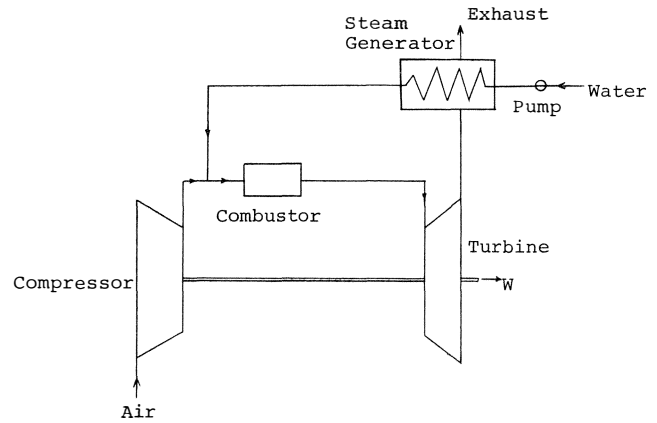 Steam
Generator
Exhaust
Water
Pump
Combustor
Turbine
Compressor
W
Air